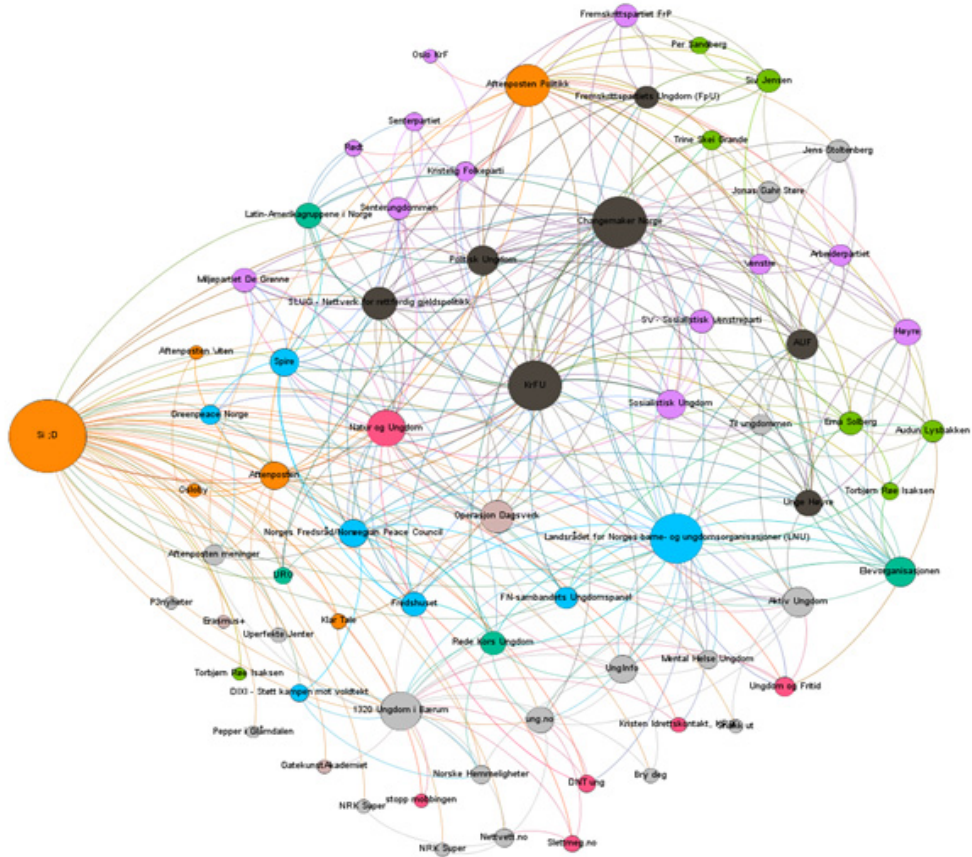 Fremskrittspartiet FrP
Per Sandberg
Oslo KrF
Aftenposten Politikk
Siv Jensen
Fremskrittspartiets Ungdom (FpU)
Senterpartiet
Trine Skei Grande
Rødt
Jens Stoltenberg
Kristelig Folkeparti
Jonas Gahr Støre
Latin-Amerikagruppene i Norge
Senterungdommen
Changemaker Norge
Politisk Ungdom
Venstre
Arbeiderpartiet
Miljøpartiet De Grønne
SLUG - Nettverk for rettferdig gjeldspolitikk
SV - Sosialistisk Venstreparti
Høyre
AUF
Aftenposten Viten
Spire
KrFU
Sosialistisk Ungdom
Greenpeace Norge
Natur og Ungdom
Til ungdommen
Erna Solberg
Audun Lysbakken
Si ;D
Aftenposten
Osloby
Torbjørn Røe Isaksen
Unge Høyre
Operasjon Dagsverk
Norges Fredsråd/Norwegian Peace Council
Landsrådet for Norges barne- og ungdomsorganisasjoner (LNU)
Aftenposten meninger
Elevorganisasjonen
URO
P3nyheter
Fredshuset
FN-sambandets Ungdomspanel
Aktiv Ungdom
Erasmus+
Klar Tale
Uperfekte Jenter
Røde Kors Ungdom
Mental Helse Ungdom
UngInfo
Torbjørn Røe Isaksen
Ungdom og Fritid
DIXI - Støtt kampen mot voldtekt
1320 Ungdom i Bærum
ung.no
Kristen Idrettskontakt,
Pepper i Glåmdalen
GatekunstAkademiet
Norske Hemmeligheter
Bry deg
DNT ung
stopp mobbingen
NRK Super
Nettvett.no
Slettmeg.no
NRK Super